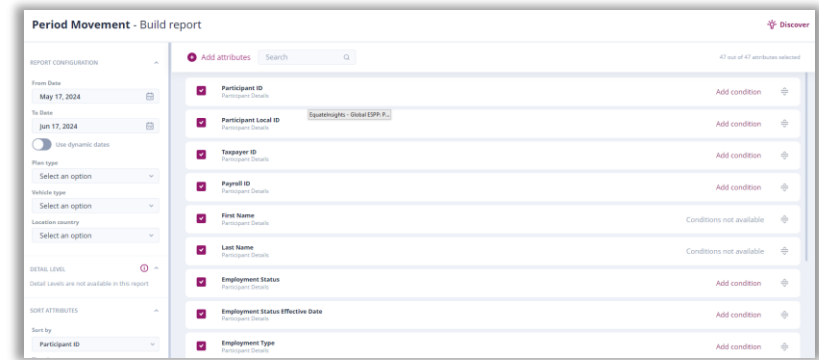 Period Movement - Build report
Discover
REPORT CONFIGURATION
From Date
May 17, 2024
To Date
Jun 17, 2024
Use dynamic dates
Plan type
Select an option
Vehicle type
Select an option
Location country
Select an option
DETAIL LEVEL
Detail Levels are not available in this report
SORT ATTRIBUTES
Sort by
Participant ID
Add attributes
Search
47 out of 47 attributes selected
Participant ID
Participant Details
Add condition
EquateInsights - Global ESPP: P...
Participant Local ID
Participant Details
Add condition
Taxpayer ID
Participant Details
Add condition
Payroll ID
Participant Details
Add condition
First Name
Participant Details
Conditions not available
Last Name
Participant Details
Conditions not available
Employment Status
Participant Details
Add condition
Employment Status Effective Date
Participant Details
Add condition
Employment Type
Participant Details
Add condition